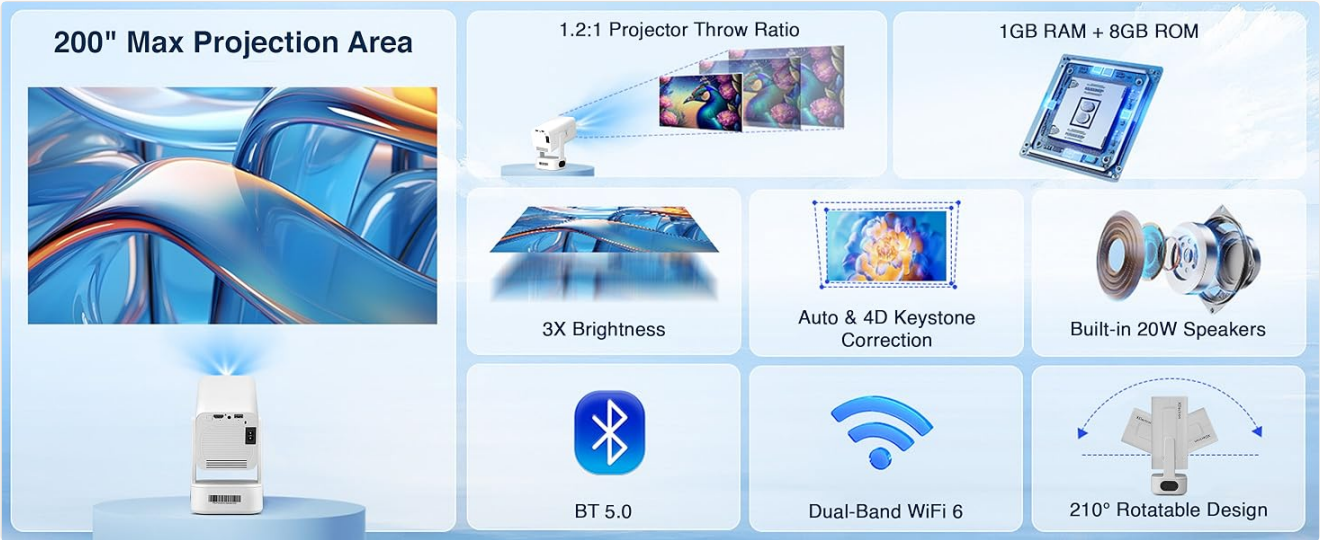 200" Max Projection Area
1.2:1 Projector Throw Ratio
1GB RAM + 8GB ROM
3X Brightness
Auto & 4D Keystone
Correction
Built-in 20W Speakers
BT 5.0
Dual-Band WiFi 6
210° Rotatable Design